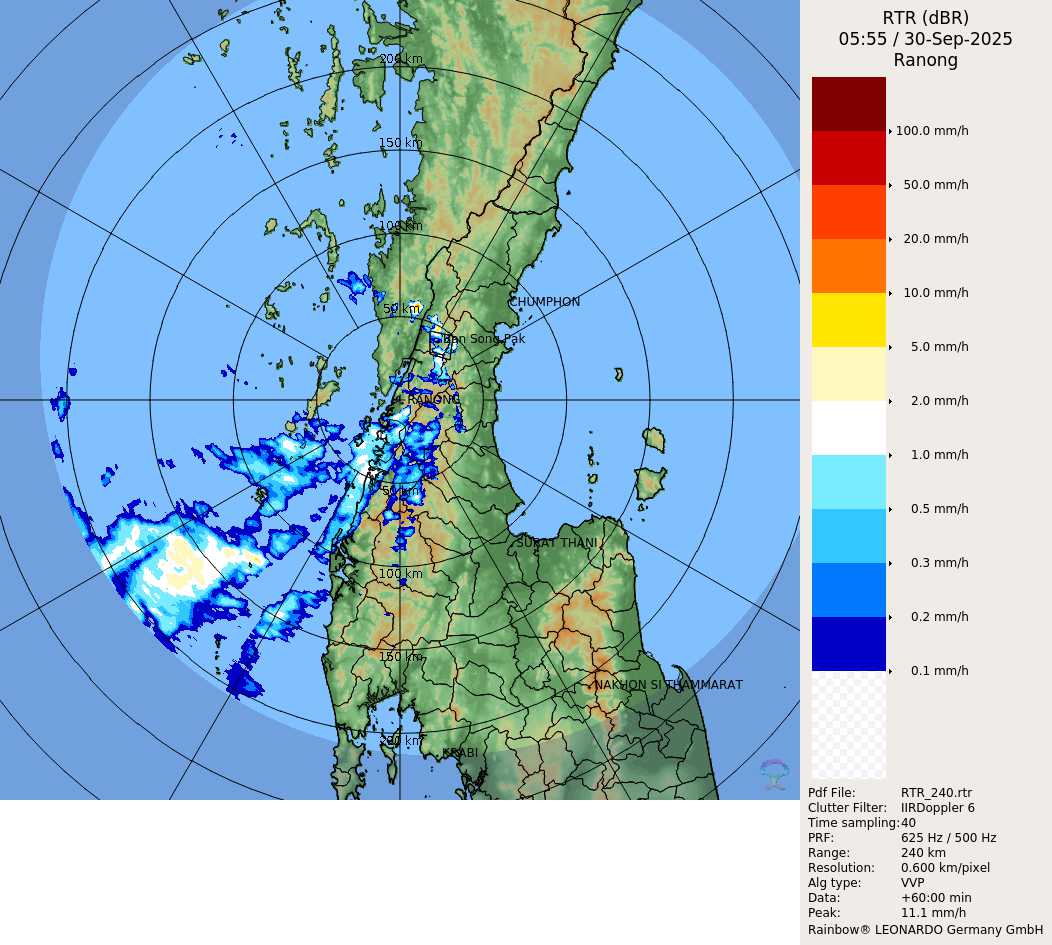 RTR (dBR)
05:55 / 30-Sep-2025
Ranong
200 km
150 km
100 km
CHUMPHON
50 km
Ban Song Pak
RANONG
50 km
SURAT THANI
100 km
150 km
NAKHON SI THAMMARAT
200 km
KRABI
100.0 mm/h
50.0 mm/h
20.0 mm/h
10.0 mm/h
5.0 mm/h
2.0 mm/h
1.0 mm/h
0.5 mm/h
0.3 mm/h
0.2 mm/h
0.1 mm/h
Pdf File: RTR_240.rtr
Clutter Filter: IIRDoppler 6
Time sampling:40
PRF: 625 Hz / 500 Hz
Range: 240 km
Resolution: 0.600 km/pixel
Alg type: VVP
Data: +60:00 min
Peak: 11.1 mm/h
Rainbow® LEONARDO Germany GmbH